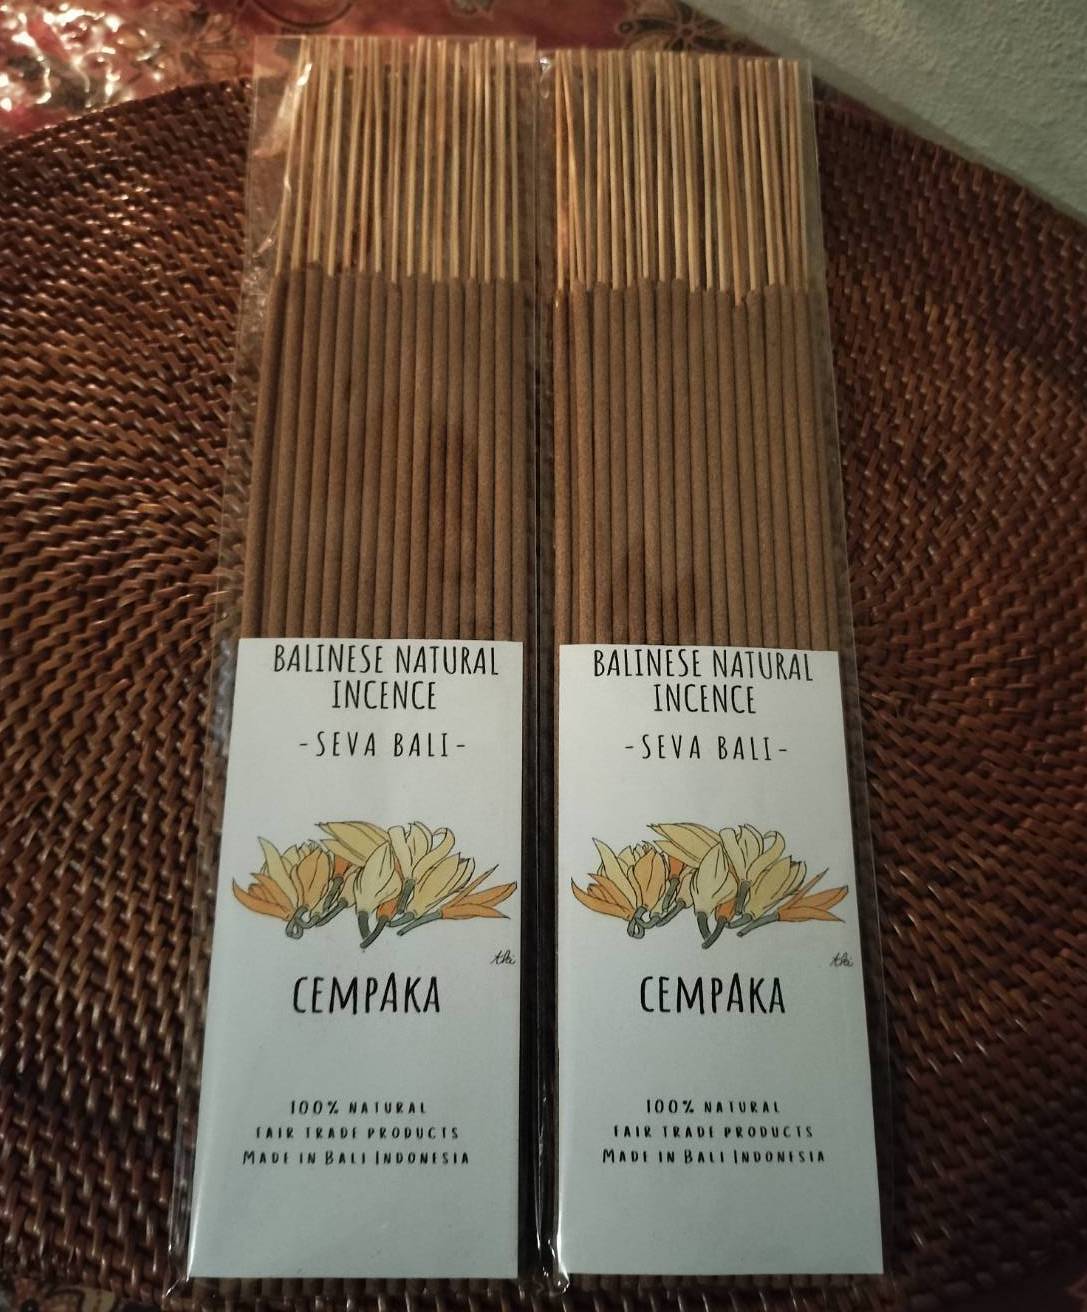 BALINESE NATURAL
INCENCE
-SEVA BALI-
CEMPAKA
100% NATURAL
FAIR TRADE PRODUCTS
MADE IN BALI INDONESIA
BALINESE NATURAL
INCENCE
-SEVA BALI-
CEMPAKA
100% NATURAL
FAIR TRADE PRODUCTS
MADE IN BALI INDONESIA